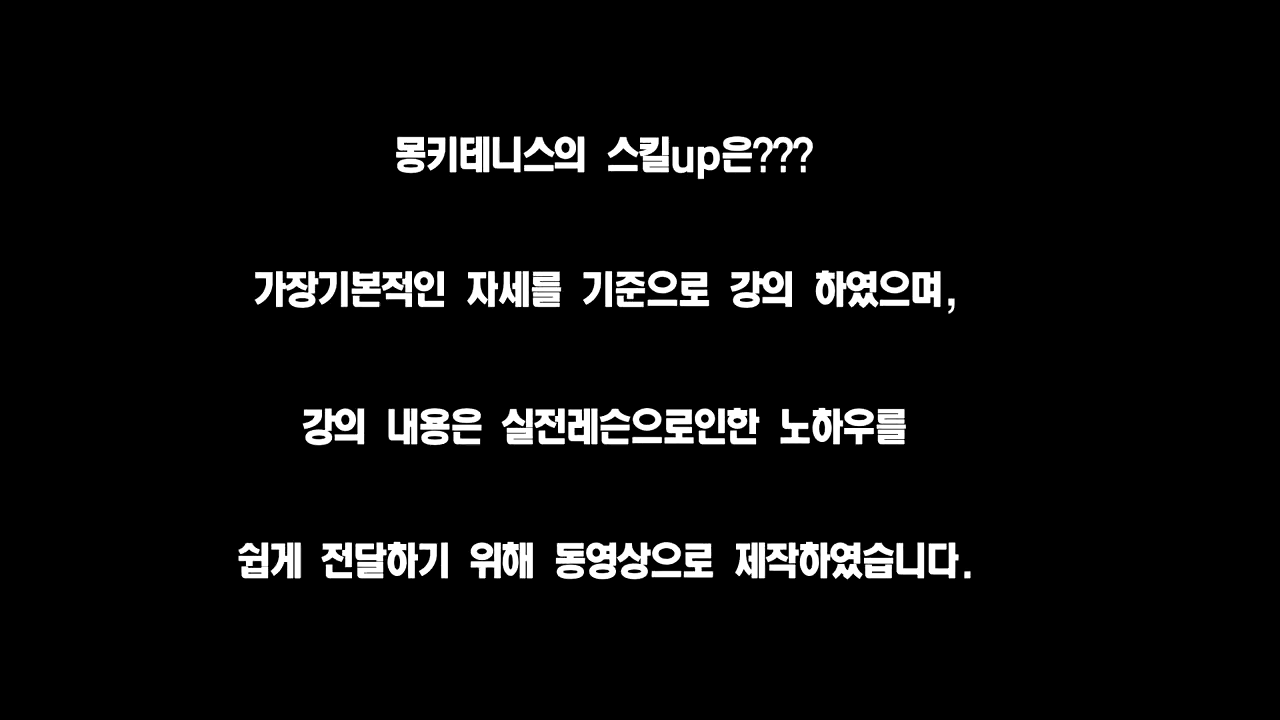 몽키테니스의 스킬up은???
가장기본적인 자세를 기준으로 강의 하였으며,
강의 내용은 실전레슨으로인한 노하우를
쉽게 전달하기 위해 동영상으로 제작하였습니다.